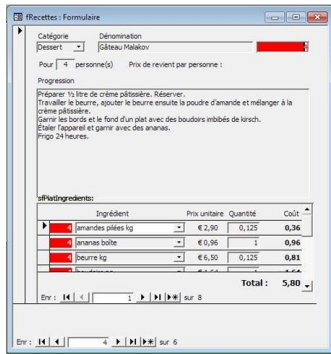 fRecettes : Formulaire
Catégorie Dénomination
Dessert Gâteau Malakov
Pour 4 personne(s) Prix de revient par personne :
Progression
Préparer ½ litre de crème pâtissière. Réserver.
Travailler le beurre, ajouter le beurre ensuite la poudre d'amande et mélanger à la
crème pâtissière.
Garnir les bords et le fond d'un plat avec des boudoirs imbibés de kirsch.
Étaler l'appareil et garnir avec des ananas.
Frigo 24 heures.
sfPlatIngredients:
Ingrédient Prix unitaire Quantité Coût
4 amandes pilées kg € 2,90 0,125 0,36
4 ananas boîte € 0,96 1 0,96
4 beurre kg € 6,50 0,125 0,81
Total : 5,80
Enr : 1 sur 8
Enr : 4 sur 6